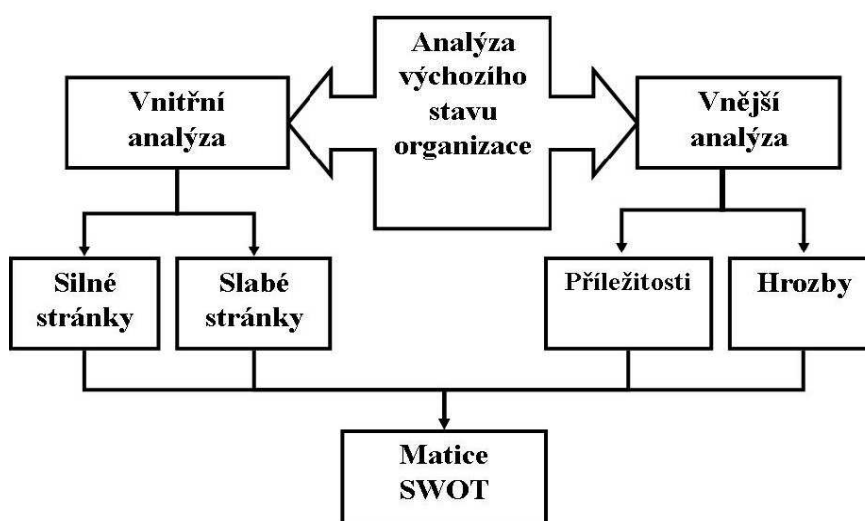 Analýza
výchozího
stavu
organizace
Vnitřní
analýza
Vnější
analýza
Silné
stránky
Slabé
stránky
Příležitosti
Hrozby
Matice
SWOT